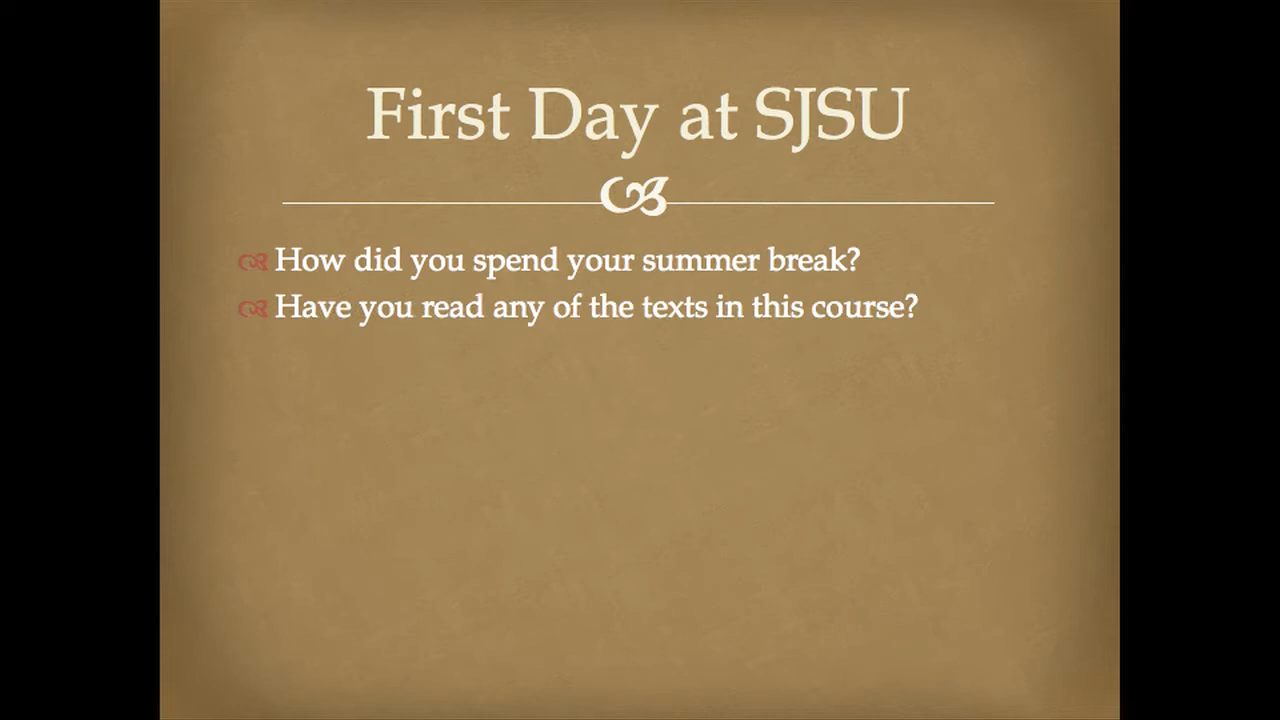 First Day at SJSU
How did you spend your summer break?
Have you read any of the texts in this course?